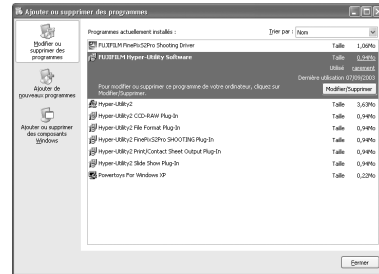 Ajouter ou supprimer des programmes
Modifier ou
supprimer des
programmes
Ajouter de
nouveaux programmes
Ajouter ou supprimer
des composants
Windows
Programmes actuellement installés :
Trier par : Nom
FUJIFILM FinePixS2Pro Shooting Driver Taille 1,06Mo
FUJIFILM Hyper-Utility Software Taille 0,94Mo
Utilisé rarement
Dernière utilisation 07/09/2003
Pour modifier ou supprimer ce programme de votre ordinateur, cliquez sur
Modifier/Supprimer.
Modifier/Supprimer
Hyper-Utility2 Taille 3,63Mo
Hyper-Utility2 CCD-RAW Plug-In Taille 0,94Mo
Hyper-Utility2 File Format Plug-In Taille 0,94Mo
Hyper-Utility2 FinePixS2Pro SHOOTING Plug-In Taille 0,94Mo
Hyper-Utility2 Print/Contact Sheet Output Plug-In Taille 0,94Mo
Hyper-Utility2 Slide Show Plug-In Taille 0,94Mo
Powertoys For Windows XP Taille 0,22Mo
Fermer